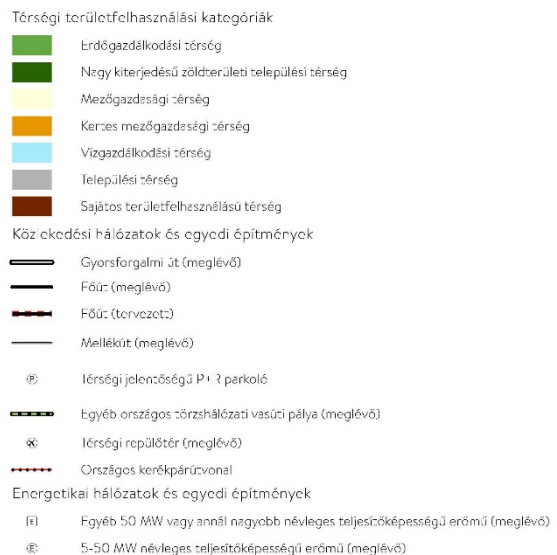 Térségi területfelhasználási kategóriák
Erdőgazdálkodási térség
Nagy kiterjedésű zöldterületi települési térség
Mezőgazdasági térség
Kertes mezőgazdasági térség
Vízgazdálkodási térség
Települési térség
Sajátos területfelhasználású térség
Közlekedési hálózatok és egyedi építmények
Gyorsforgalmi út (meglévő)
Főút (meglévő)
Főút (tervezett)
Mellékút (meglévő)
P Térségi jelentőségű P+R parkoló
Egyéb országos törzshálózati vasúti pálya (meglévő)
Térségi repülőtér (meglévő)
Országos kerékpárútvonal
Energetikai hálózatok és egyedi építmények
E Egyéb 50 MW vagy annál nagyobb névleges teljesítőképességű erőmű (meglévő)
E 5-50 MW névleges teljesítőképességű erőmű (meglévő)